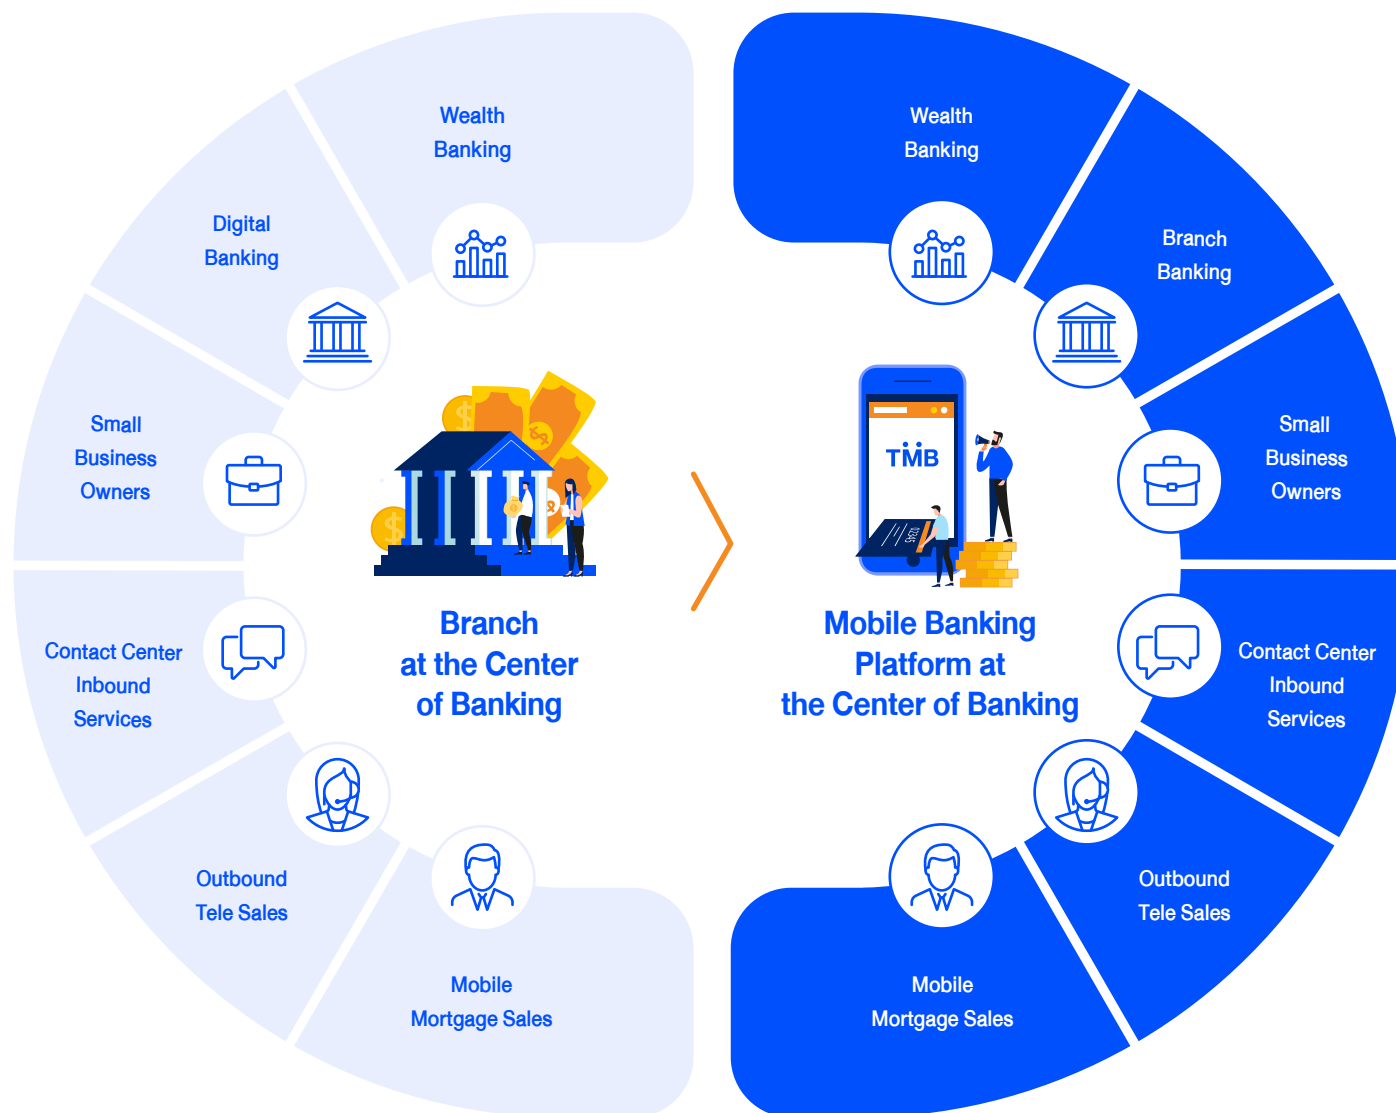 Wealth
Banking
Digital
Banking
Small
Business
Owners
Contact Center
Inbound
Services
Outbound
Tele Sales
Mobile
Mortgage Sales
Branch
at the Center
of Banking
TMB
12345
Mobile Banking
Platform at
the Center of Banking
Wealth
Banking
Branch
Banking
Small
Business
Owners
Contact Center
Inbound
Services
Outbound
Tele Sales
Mobile
Mortgage Sales